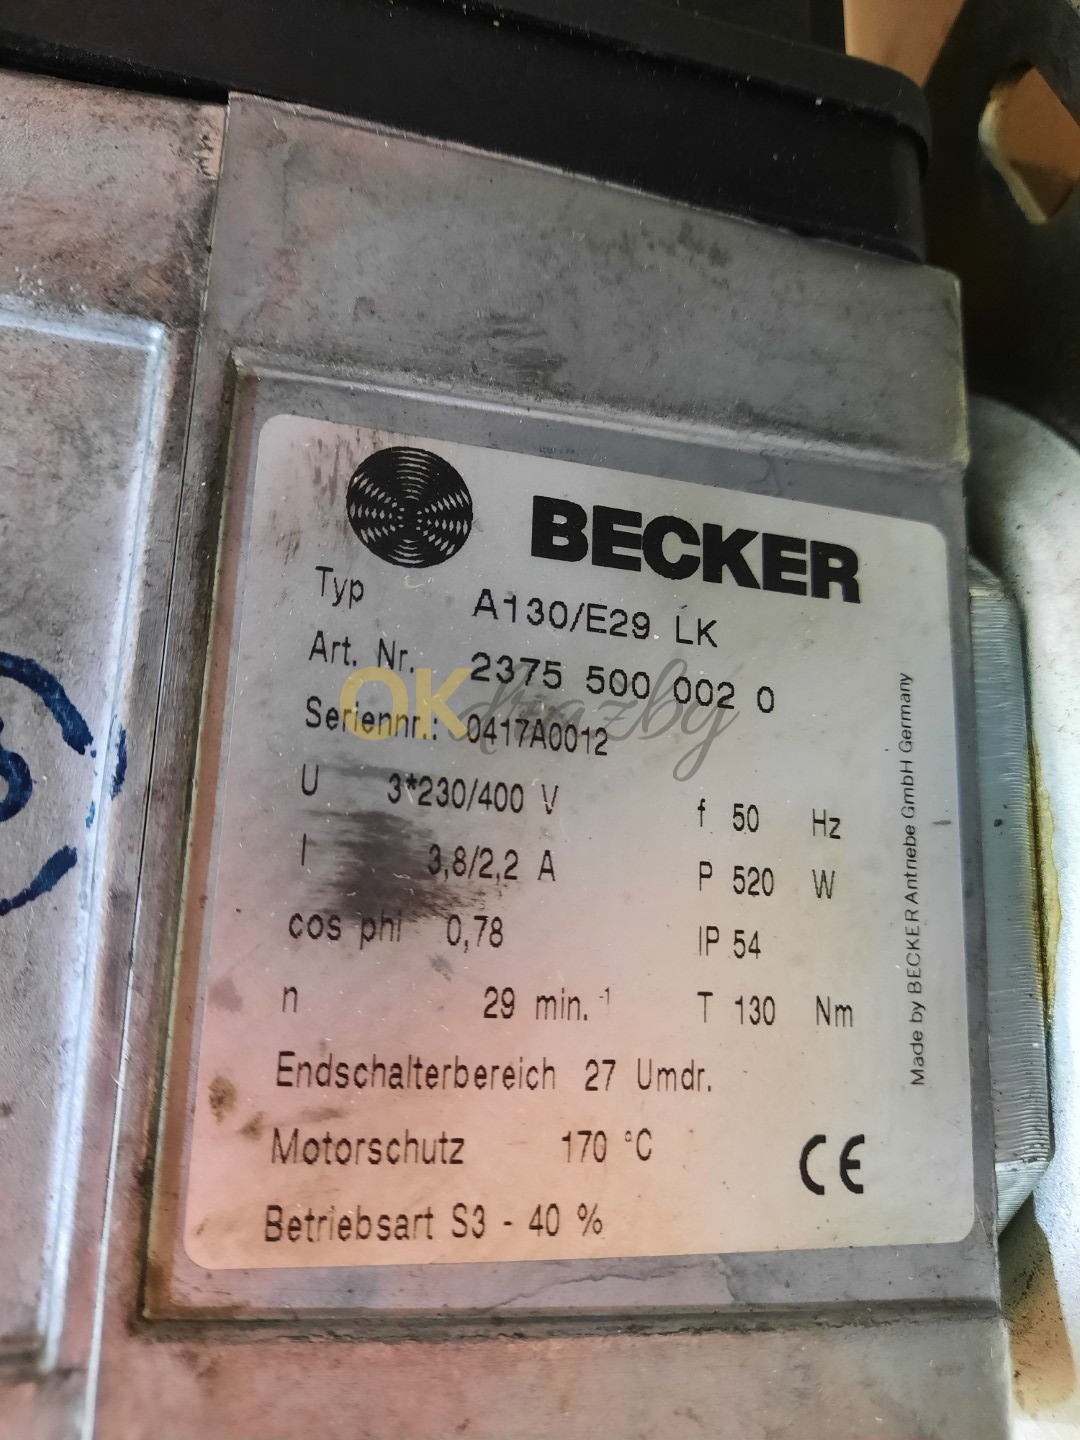 BECKER
Typ A130/E29 LK
Art. Nr. 2375 500 002 0
OKdrazby
Seriennr.: 0417A0012
U 3*230/400 V f 50 Hz
I 3,8/2,2 A P 520 W
cos phi 0,78 IP 54
n 29 min.-1 T 130 Nm
Endschalterbereich 27 Umdr.
Motorschutz 170 °C
CE
Betriebsart S3 - 40 %
Made by BECKER Antriebe GmbH Germany